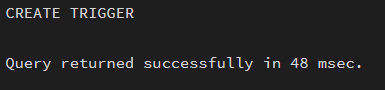 CREATE TRIGGER
Query returned successfully in 48 msec.